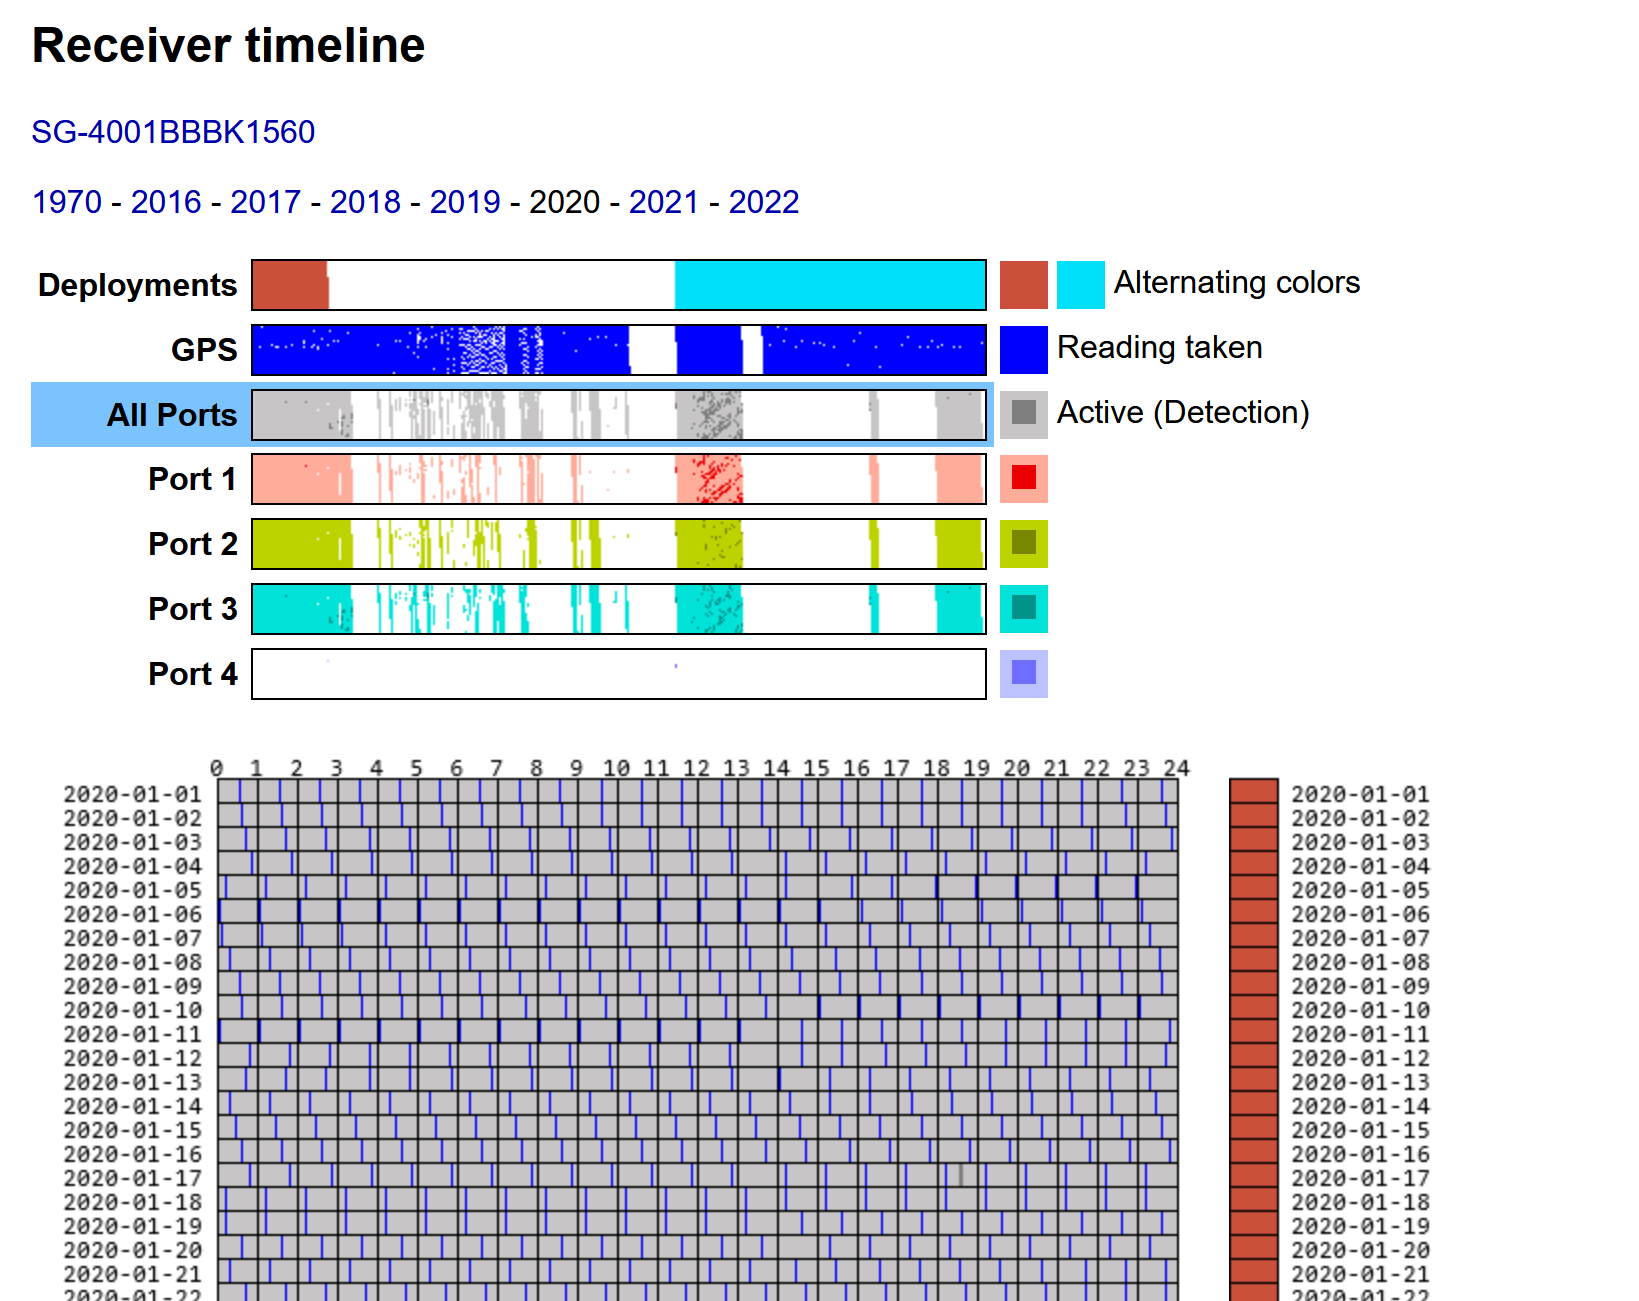 Receiver timeline
SG-4001BBBK1560
1970 - 2016 - 2017 - 2018 - 2019 - 2020 - 2021 - 2022
Deployments Alternating colors
GPS Reading taken
All Ports Active (Detection)
Port 1
Port 2
Port 3
Port 4
0 1 2 3 4 5 6 7 8 9 10 11 12 13 14 15 16 17 18 19 20 21 22 23 24
2020-01-01 2020-01-01
2020-01-02 2020-01-02
2020-01-03 2020-01-03
2020-01-04 2020-01-04
2020-01-05 2020-01-05
2020-01-06 2020-01-06
2020-01-07 2020-01-07
2020-01-08 2020-01-08
2020-01-09 2020-01-09
2020-01-10 2020-01-10
2020-01-11 2020-01-11
2020-01-12 2020-01-12
2020-01-13 2020-01-13
2020-01-14 2020-01-14
2020-01-15 2020-01-15
2020-01-16 2020-01-16
2020-01-17 2020-01-17
2020-01-18 2020-01-18
2020-01-19 2020-01-19
2020-01-20 2020-01-20
2020-01-21 2020-01-21
2020-01-22 2020-01-22